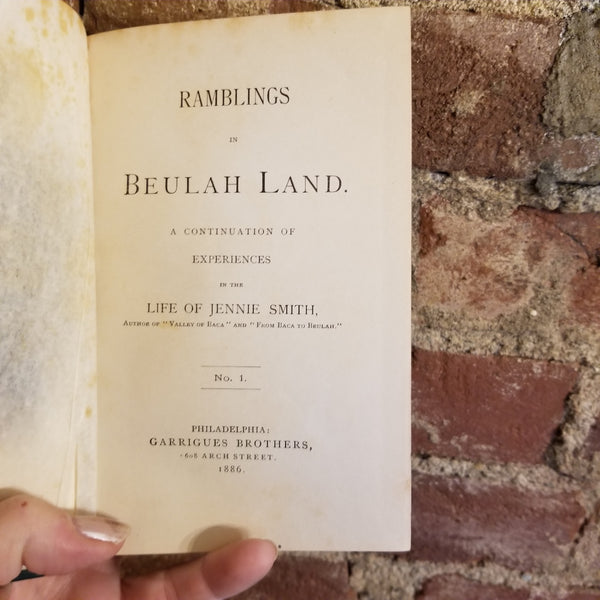 RAMBLINGS
IN
BEULAH LAND.
A CONTINUATION OF
EXPERIENCES
IN THE
LIFE OF JENNIE SMITH,
AUTHOR OF "VALLEY OF BACA" AND "FROM BACA TO BEULAH."
No. 1.
PHILADELPHIA:
GARRIGUES BROTHERS,
1608 ARCH STREET.
1886.